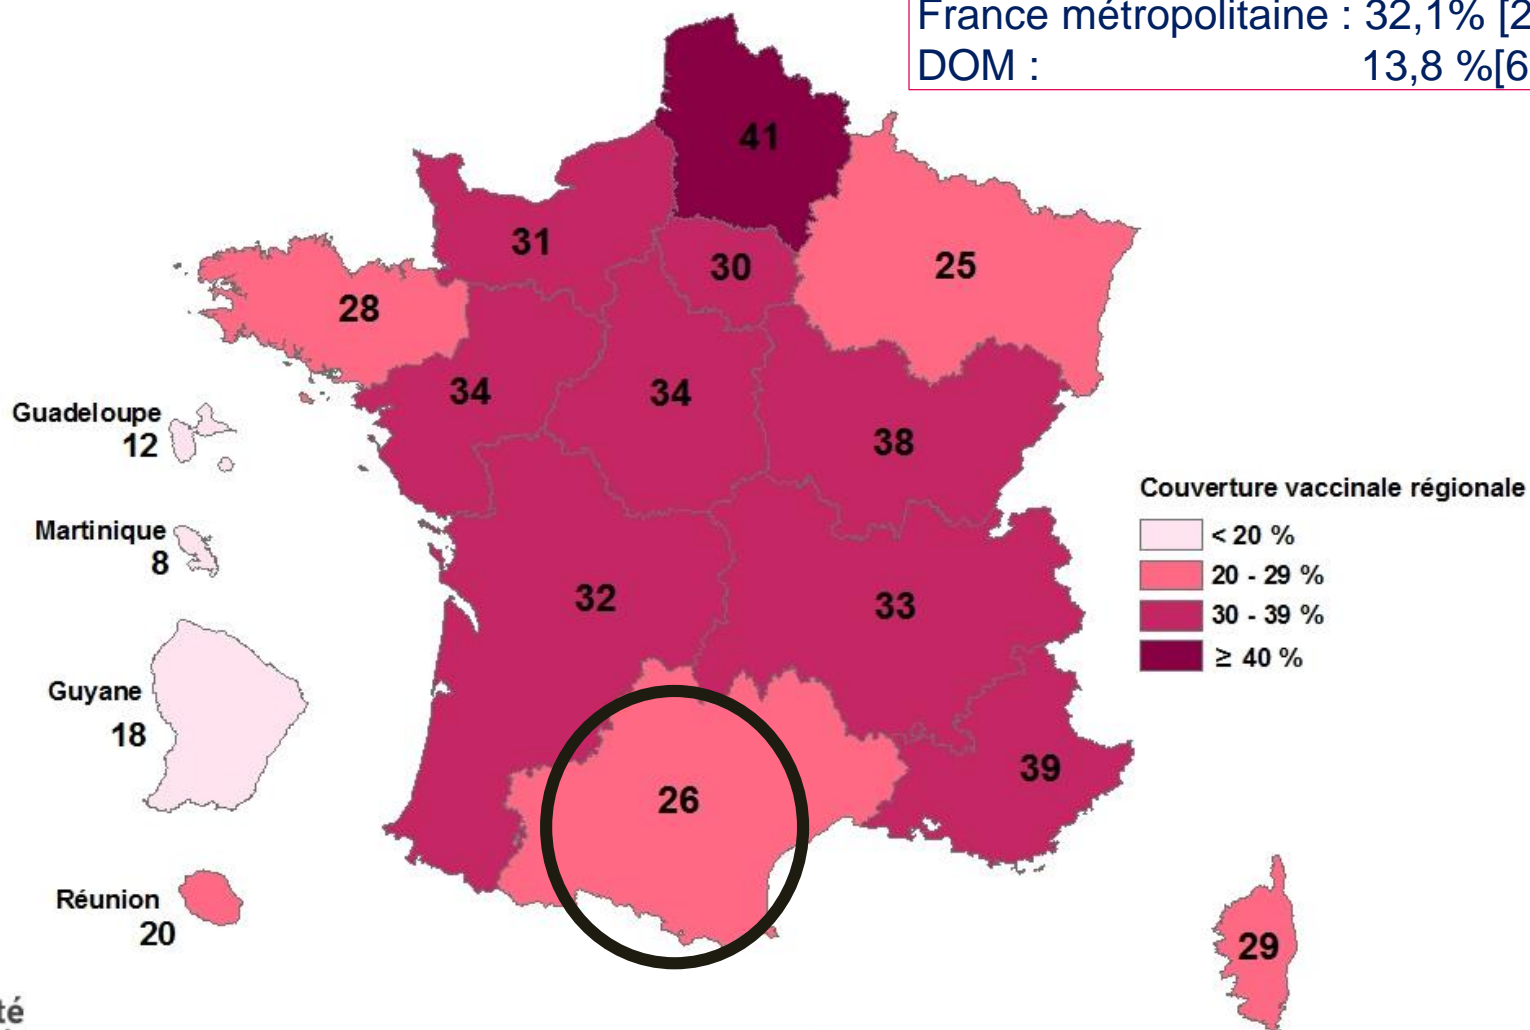 France métropolitaine : 32,1% [2
DOM : 13,8 %[6
41
31
30
25
28
34
34
38
Guadeloupe
12
Martinique
8
32
33
Guyane
18
26
39
Réunion
20
29
Couverture vaccinale régionale
< 20 %
20 - 29 %
30 - 39 %
≥ 40 %
té